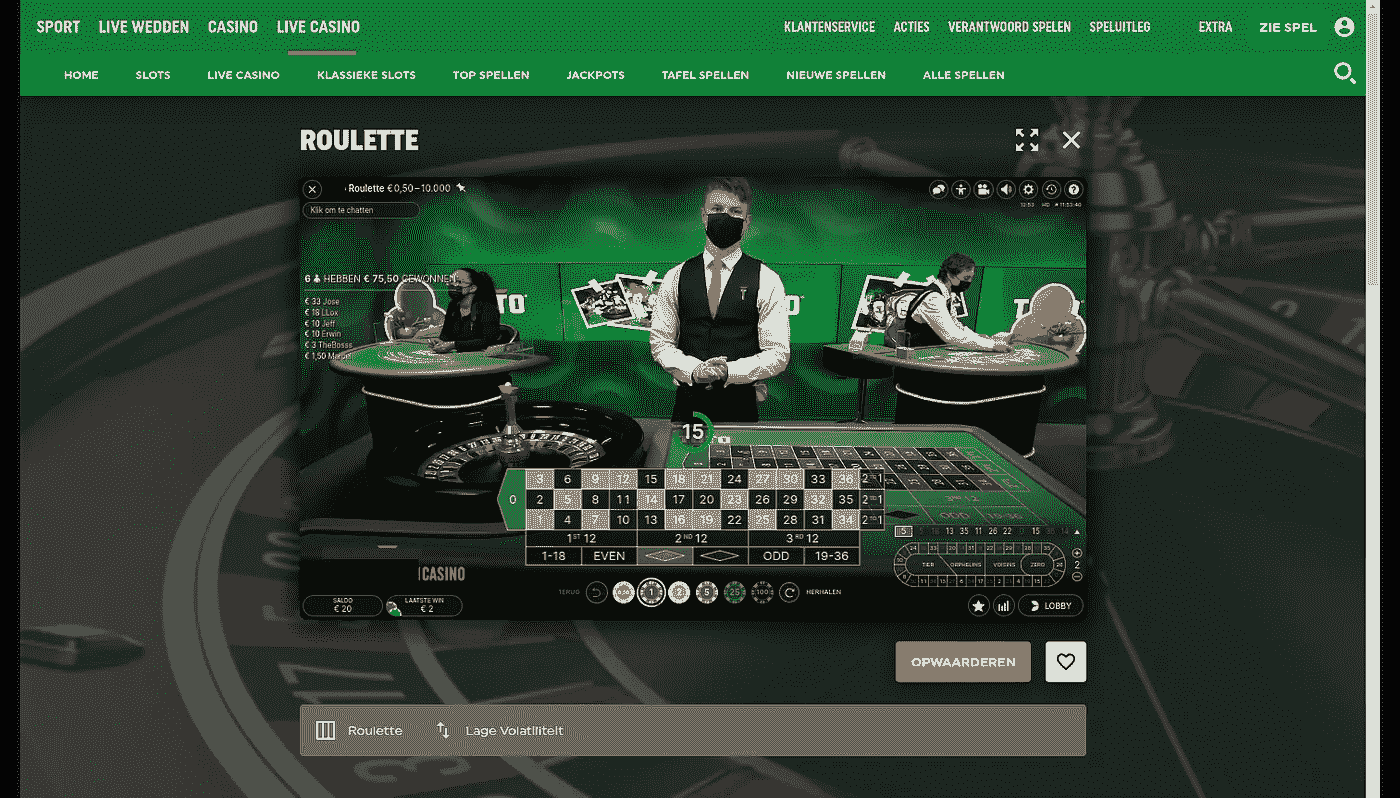 SPORT LIVE WEDDEN CASINO LIVE CASINO KLANTENSERVICE ACTIES VERANTWOORD SPELEN SPELUITLEG EXTRA ZIE SPEL
HOME SLOTS LIVE CASINO KLASSIEKE SLOTS TOP SPELLEN JACKPOTS TAFEL SPELLEN NIEUWE SPELLEN ALLE SPELLEN
ROULETTE
Roulette € 0,50–10.000
Klik om te chatten
6 HEBBEN € 75,50 GEWONNEN
€ 33 Jose
€ 18 LLox
€ 10 Jeff
€ 10 Erwin
€ 3 TheBosss
€ 1,50
15
3 6 9 12 15 18 21 24 27 30 33 36 2 TO 1
0 2 5 8 11 14 17 20 23 26 29 32 35 2 TO 1
1 4 7 10 13 16 19 22 25 28 31 34 2 TO 1
1 ST 12 2 ND 12 3 RD 12
1-18 EVEN ODD 19-36
5 13 35 11 26 22 15
TIER ORPHELINS VOISINS ZERO
2
CASINO
TERUG 1 2 5 25 100 HERHALEN
SALDO
€ 20
LAATSTE WIN
€ 2
LOBBY
OPWAARDEREN
Roulette Lage Volatiliteit